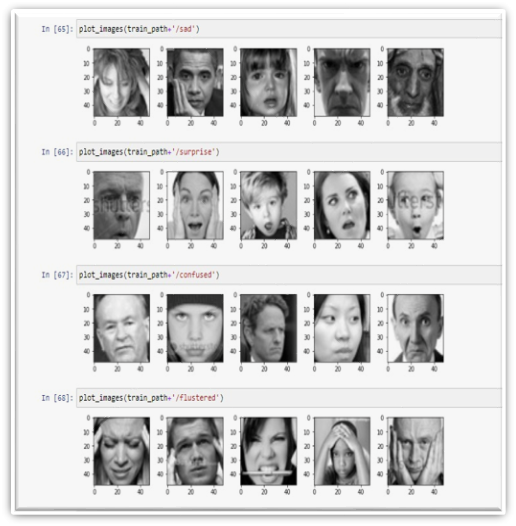 In [65]: plot_images(train_path+'/sad')
0 0 0 0 0
10 10 10 10 10
20 20 20 20 20
30 30 30 30 30
40 40 40 40 40
0 20 40 0 20 40 0 20 40 0 20 40 0 20 40
In [66]: plot_images(train_path+'/surprise')
0 0 0 0 0
10 10 10 10 10
20 20 20 20 20
30 30 30 30 30
40 40 40 40 40
0 20 40 0 20 40 0 20 40 0 20 40 0 20 40
In [67]: plot_images(train_path+'/confused')
0 0 0 0 0
10 10 10 10 10
20 20 20 20 20
30 30 30 30 30
40 40 40 40 40
0 20 40 0 20 40 0 20 40 0 20 40 0 20 40
In [68]: plot_images(train_path+'/flustered')
0 0 0 0 0
10 10 10 10 10
20 20 20 20 20
30 30 30 30 30
40 40 40 40 40
0 20 40 0 20 40 0 20 40 0 20 40 0 20 40